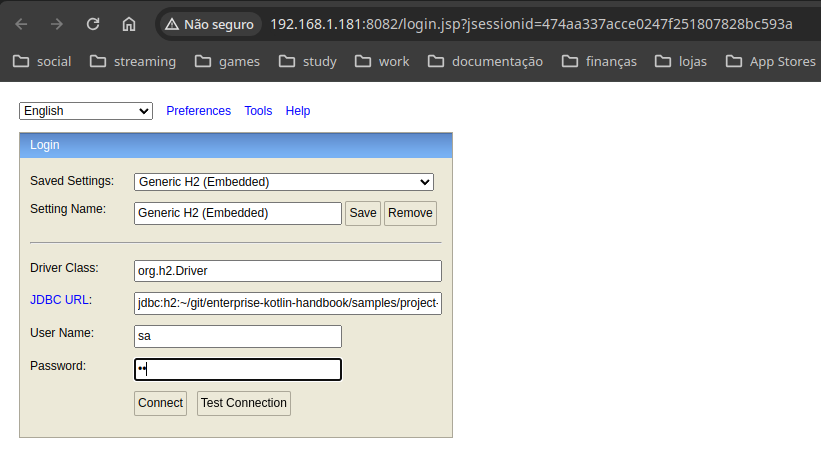 Não seguro 192.168.1.181:8082/login.jsp?jsessionid=474aa337acce0247f251807828bc593a
social streaming games study work documentação finanças lojas App Stores
English Preferences Tools Help
Login
Saved Settings: Generic H2 (Embedded)
Setting Name: Generic H2 (Embedded) Save Remove
Driver Class: org.h2.Driver
JDBC URL: jdbc:h2:~/git/enterprise-kotlin-handbook/samples/project-
User Name: sa
Password: ••
Connect Test Connection